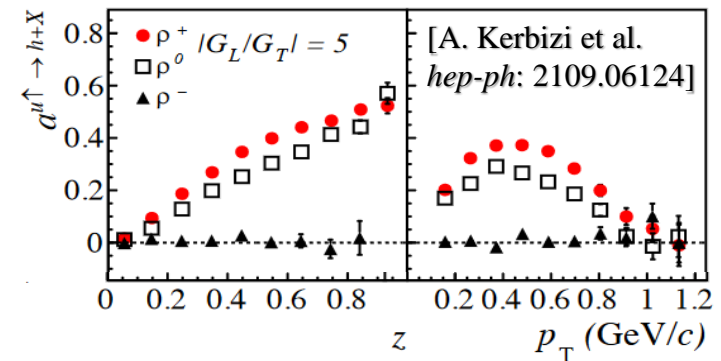 a^{u↑ → h+X}
0.8
0.6
0.4
0.2
0
● ρ⁺ |G_L/G_T| = 5
□ ρ⁰
▲ ρ⁻
[A. Kerbizi et al.
hep-ph: 2109.06124]
0 0.2 0.4 0.6 0.8
z
0.2 0.4 0.6 0.8 1 1.2
p_T (GeV/c)